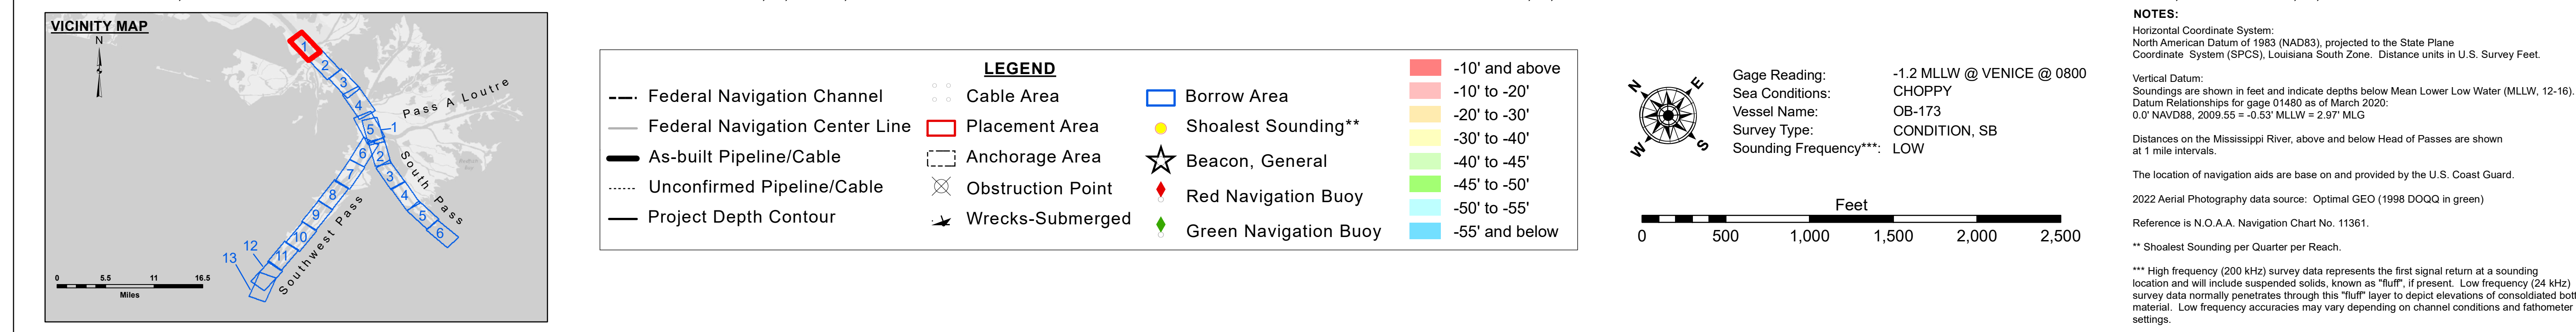 VICINITY MAP
N
1
2
3
4
5
1
Pass A Loutre
6
2
7
3
South Pass
8
4
9
5
10
6
12
11
13
Southwest Pass
0 5.5 11 16.5
Miles
LEGEND
Federal Navigation Channel
Federal Navigation Center Line
As-built Pipeline/Cable
Unconfirmed Pipeline/Cable
Project Depth Contour
Cable Area
Placement Area
Anchorage Area
Obstruction Point
Wrecks-Submerged
Borrow Area
Shoalest Sounding**
Beacon, General
Red Navigation Buoy
Green Navigation Buoy
-10' and above
-10' to -20'
-20' to -30'
-30' to -40'
-40' to -45'
-45' to -50'
-50' to -55'
-55' and below
N
E
W
S
Gage Reading: -1.2 MLLW @ VENICE @ 0800
Sea Conditions: CHOPPY
Vessel Name: OB-173
Survey Type: CONDITION, SB
Sounding Frequency***: LOW
Feet
0 500 1,000 1,500 2,000 2,500
NOTES:
Horizontal Coordinate System:
North American Datum of 1983 (NAD83), projected to the State Plane
Coordinate System (SPCS), Louisiana South Zone. Distance units in U.S. Survey Feet.
Vertical Datum:
Soundings are shown in feet and indicate depths below Mean Lower Low Water (MLLW, 12-16).
Datum Relationships for gage 01480 as of March 2020:
0.0' NAVD88, 2009.55 = -0.53' MLLW = 2.97' MLG
Distances on the Mississippi River, above and below Head of Passes are shown
at 1 mile intervals.
The location of navigation aids are base on and provided by the U.S. Coast Guard.
2022 Aerial Photography data source: Optimal GEO (1998 DOQQ in green)
Reference is N.O.A.A. Navigation Chart No. 11361.
** Shoalest Sounding per Quarter per Reach.
*** High frequency (200 kHz) survey data represents the first signal return at a sounding
location and will include suspended solids, known as "fluff", if present. Low frequency (24 kHz)
survey data normally penetrates through this "fluff" layer to depict elevations of consoldiated bott
material. Low frequency accuracies may vary depending on channel conditions and fathometer
settings.